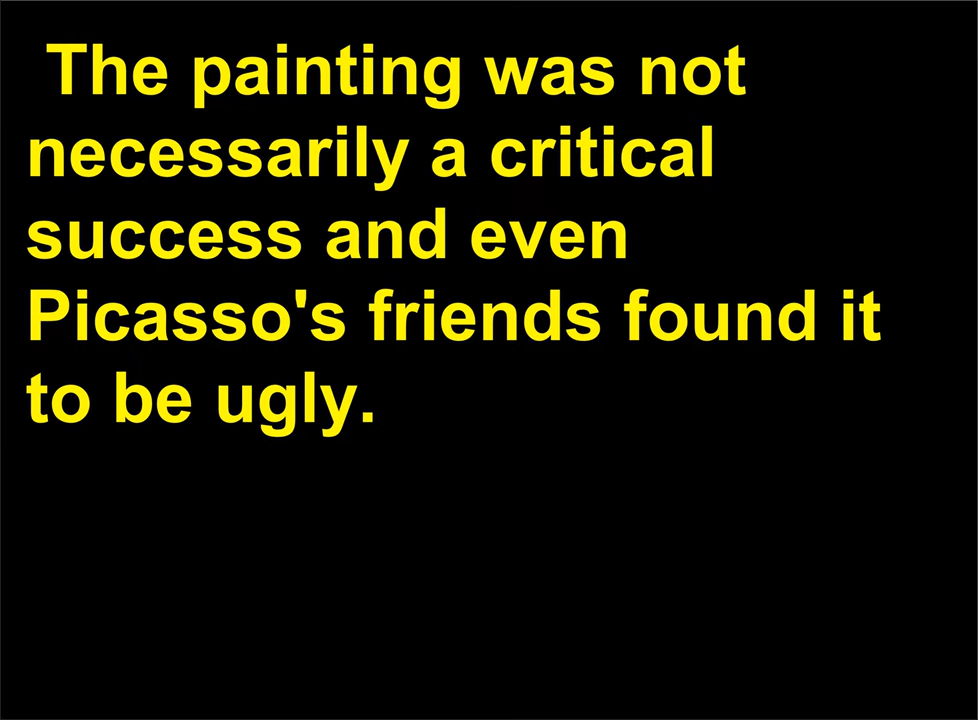 The painting was not
necessarily a critical
success and even
Picasso's friends found it
to be ugly.